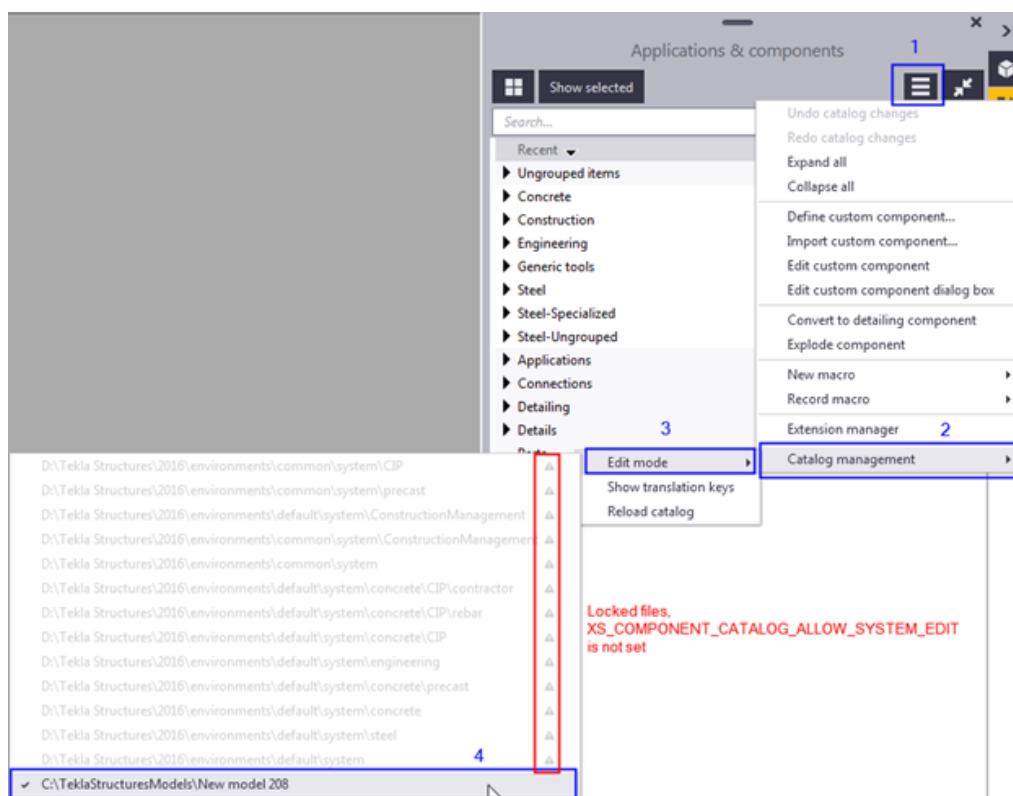 Applications & components
1
Show selected
Search...
Recent
Ungrouped items
Concrete
Construction
Engineering
Generic tools
Steel
Steel-Specialized
Steel-Ungrouped
Applications
Connections
Detailing
Details
Undo catalog changes
Redo catalog changes
Expand all
Collapse all
Define custom component...
Import custom component...
Edit custom component
Edit custom component dialog box
Convert to detailing component
Explode component
New macro
Record macro
Extension manager
2
Catalog management
3
Edit mode
Show translation keys
Reload catalog
D:\Tekla Structures\2016\environments\common\system\CIP
D:\Tekla Structures\2016\environments\common\system\precast
D:\Tekla Structures\2016\environments\default\system\ConstructionManagement
D:\Tekla Structures\2016\environments\common\system\ConstructionManagement
D:\Tekla Structures\2016\environments\common\system
D:\Tekla Structures\2016\environments\default\system\concrete\CIP\contractor
D:\Tekla Structures\2016\environments\default\system\concrete\CIP\rebar
D:\Tekla Structures\2016\environments\default\system\concrete\CIP
D:\Tekla Structures\2016\environments\default\system\engineering
D:\Tekla Structures\2016\environments\default\system\concrete\precast
D:\Tekla Structures\2016\environments\default\system\concrete
D:\Tekla Structures\2016\environments\default\system\steel
D:\Tekla Structures\2016\environments\default\system
4
C:\TeklaStructuresModels\New model 208
Locked files,
XS_COMPONENT_CATALOG_ALLOW_SYSTEM_EDIT
is not set